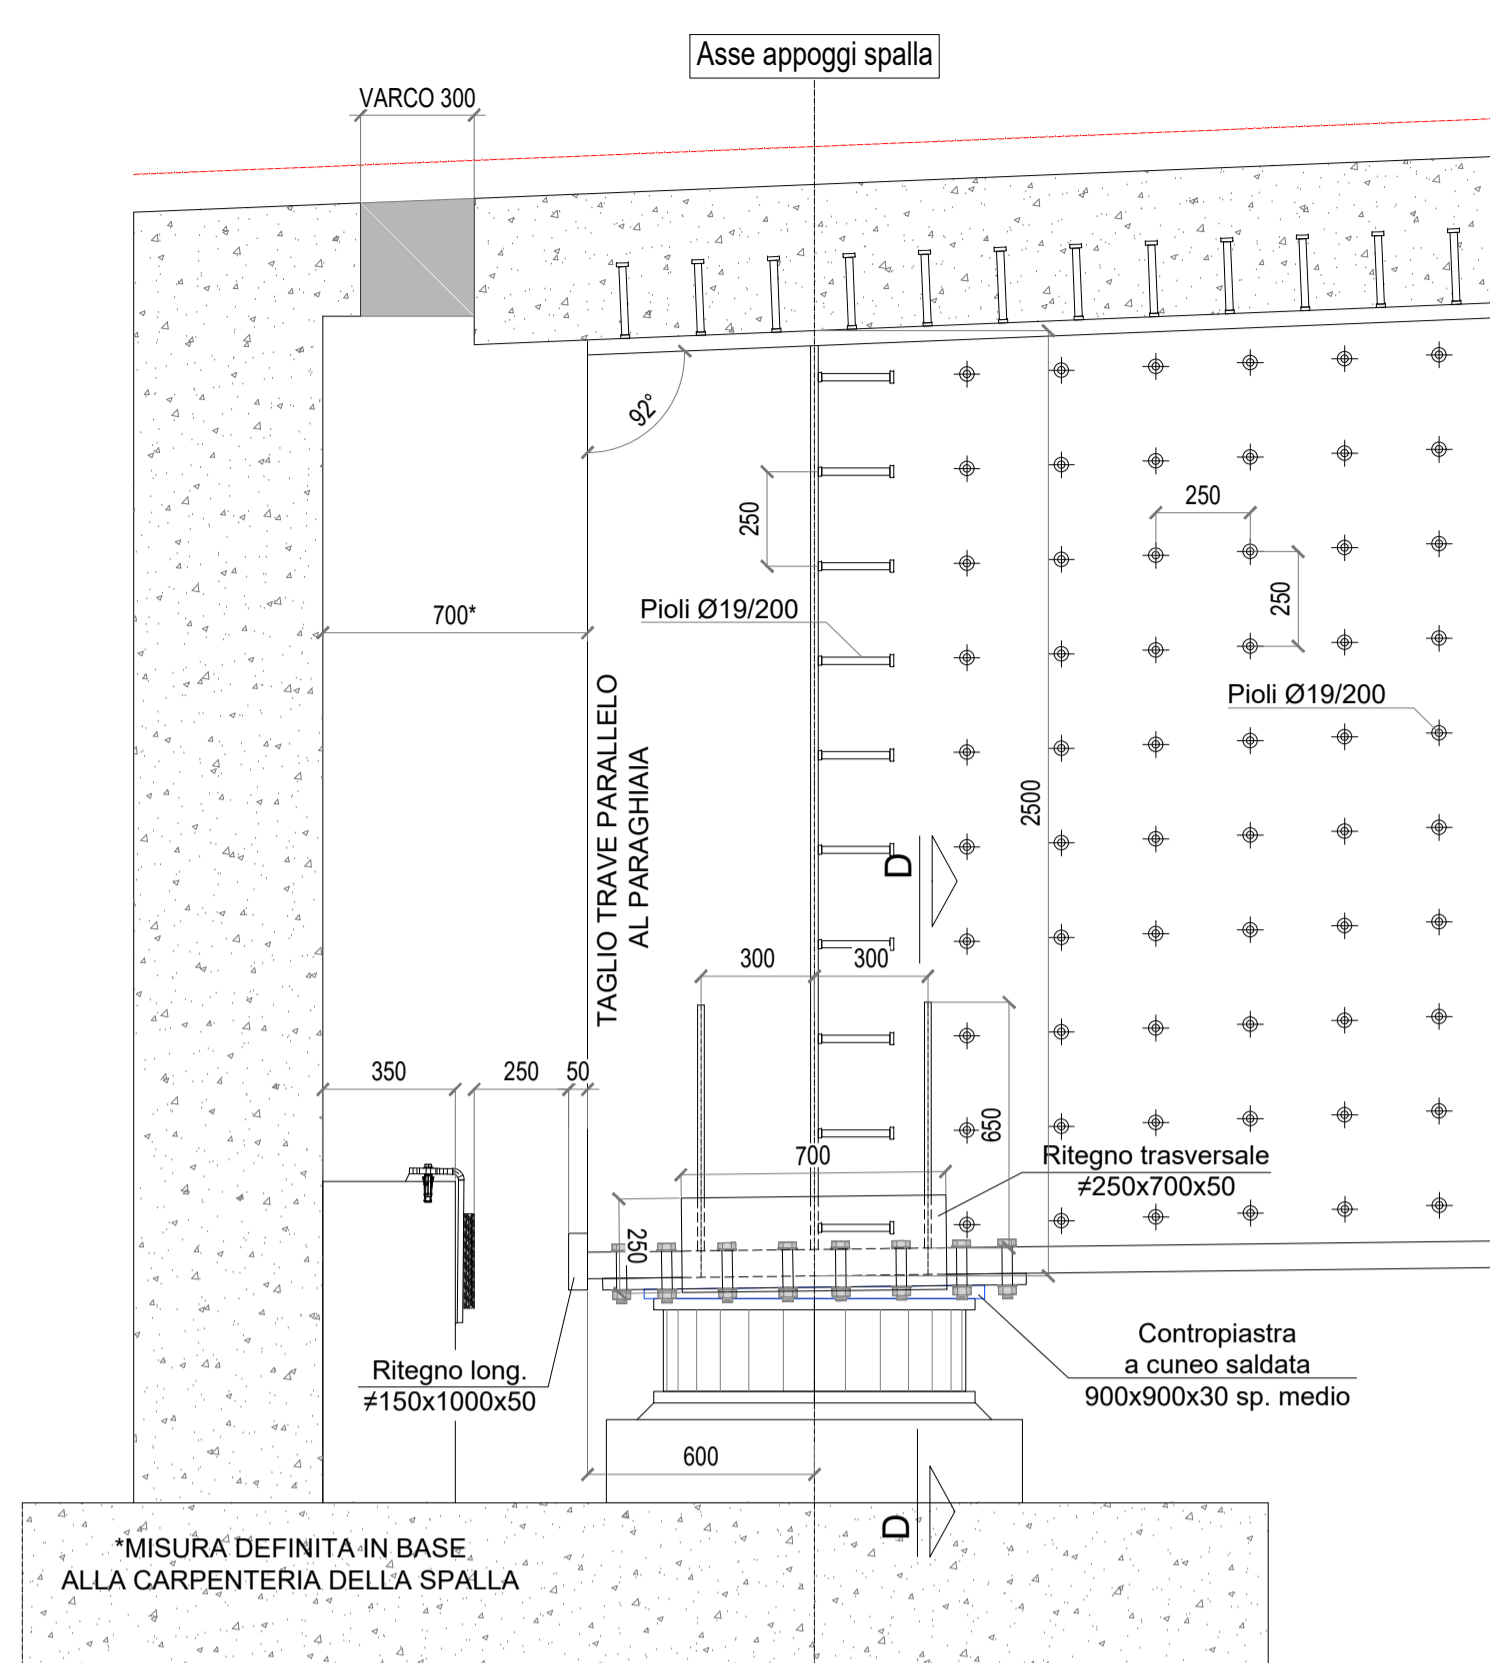 Asse appoggi spalla
VARCO 300
92°
250
250
250
700*
Pioli Ø19/200
Pioli Ø19/200
TAGLIO TRAVE PARALLELO
AL PARAGHIAIA
2500
D
300
300
350
250
50
650
700
Ritegno trasversale
≠250x700x50
250
Ritegno long.
≠150x1000x50
Contropiastra
a cuneo saldata
900x900x30 sp. medio
600
D
*MISURA DEFINITA IN BASE
ALLA CARPENTERIA DELLA SPALLA